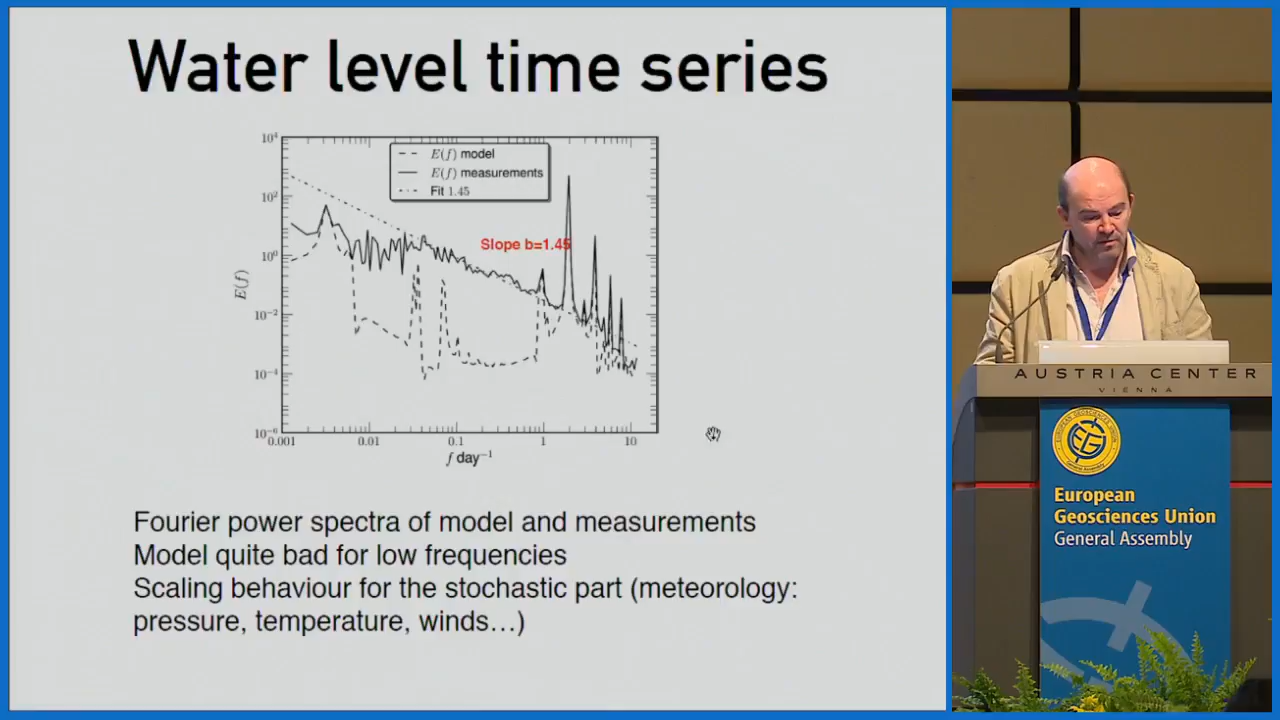 Water level time series
10⁴
10²
10⁰
10⁻²
10⁻⁴
10⁻⁶
E(f)
E(f) model
E(f) measurements
Fit 1.45
Slope b=1.45
0.001
0.01
0.1
1
10
f day⁻¹
Fourier power spectra of model and measurements
Model quite bad for low frequencies
Scaling behaviour for the stochastic part (meteorology:
pressure, temperature, winds...)
AUSTRIA CENTER
VIENNA
European
Geosciences Union
General Assembly